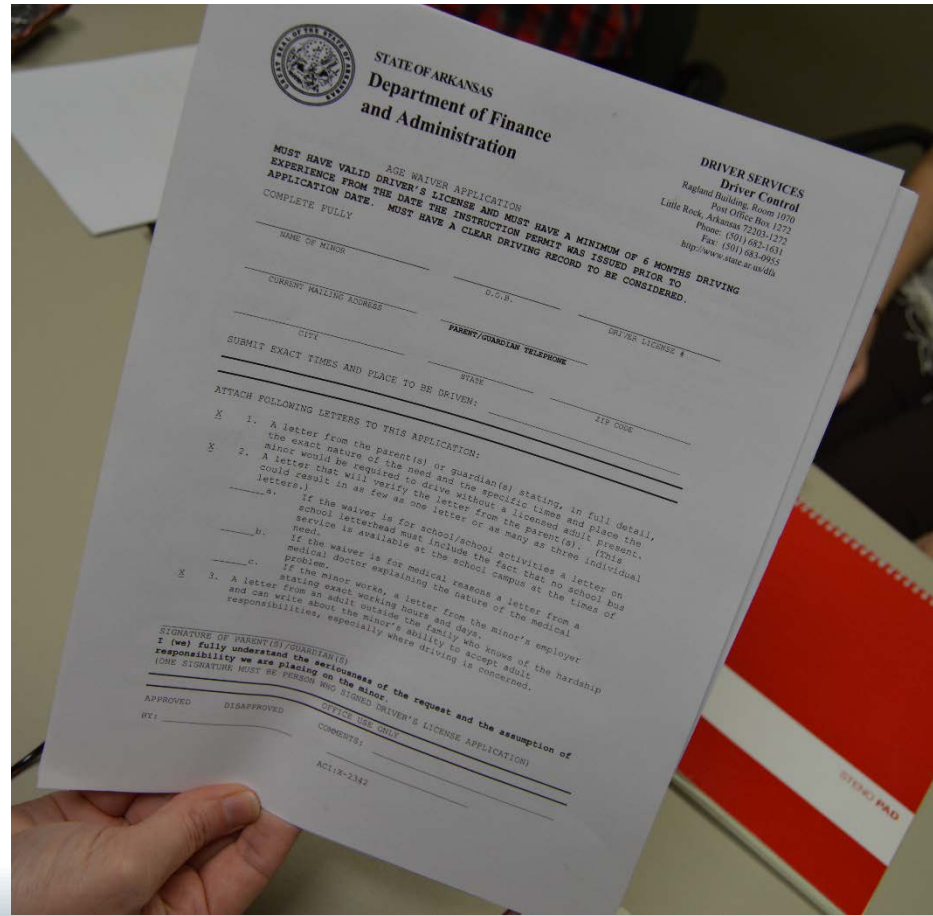 GREAT SEAL OF THE STATE OF ARKANSAS
STATE OF ARKANSAS
Department of Finance
and Administration
DRIVER SERVICES
Driver Control
Ragland Building, Room 1070
Post Office Box 1272
Little Rock, Arkansas 72203-1272
Phone: (501) 682-1631
Fax: (501) 683-0955
http://www.state.ar.us/dfa
AGE WAIVER APPLICATION
MUST HAVE VALID DRIVER'S LICENSE AND MUST HAVE A MINIMUM OF 6 MONTHS DRIVING
EXPERIENCE FROM THE DATE THE INSTRUCTION PERMIT WAS ISSUED PRIOR TO
APPLICATION DATE. MUST HAVE A CLEAR DRIVING RECORD TO BE CONSIDERED.
COMPLETE FULLY
NAME OF MINOR D.O.B. DRIVER LICENSE #
CURRENT MAILING ADDRESS PARENT/GUARDIAN TELEPHONE
CITY STATE ZIP CODE
SUBMIT EXACT TIMES AND PLACE TO BE DRIVEN:
ATTACH FOLLOWING LETTERS TO THIS APPLICATION:
X 1. A letter from the parent(s) or guardian(s) stating, in full detail,
the exact nature of the need and the specific times and place the
minor would be required to drive without a licensed adult present.
X 2. A letter that will verify the letter from the parent(s). (This
could result in as few as one letter or as many as three individual
letters.)
a. If the waiver is for school/school activities a letter on
school letterhead must include the fact that no school bus
service is available at the school campus at the times of
need.
b. If the waiver is for medical reasons a letter from a
medical doctor explaining the nature of the medical
problem.
c. If the minor works, a letter from the minor's employer
stating exact working hours and days.
X 3. A letter from an adult outside the family who knows of the hardship
and can write about the minor's ability to accept adult
responsibilities, especially where driving is concerned.
SIGNATURE OF PARENT(S)/GUARDIAN(S)
I (we) fully understand the seriousness of the request and the assumption of
responsibility we are placing on the minor.
(ONE SIGNATURE MUST BE PERSON WHO SIGNED DRIVER'S LICENSE APPLICATION)
OFFICE USE ONLY
APPROVED DISAPPROVED COMMENTS:
BY:
ACI:X-2342
STENO PAD